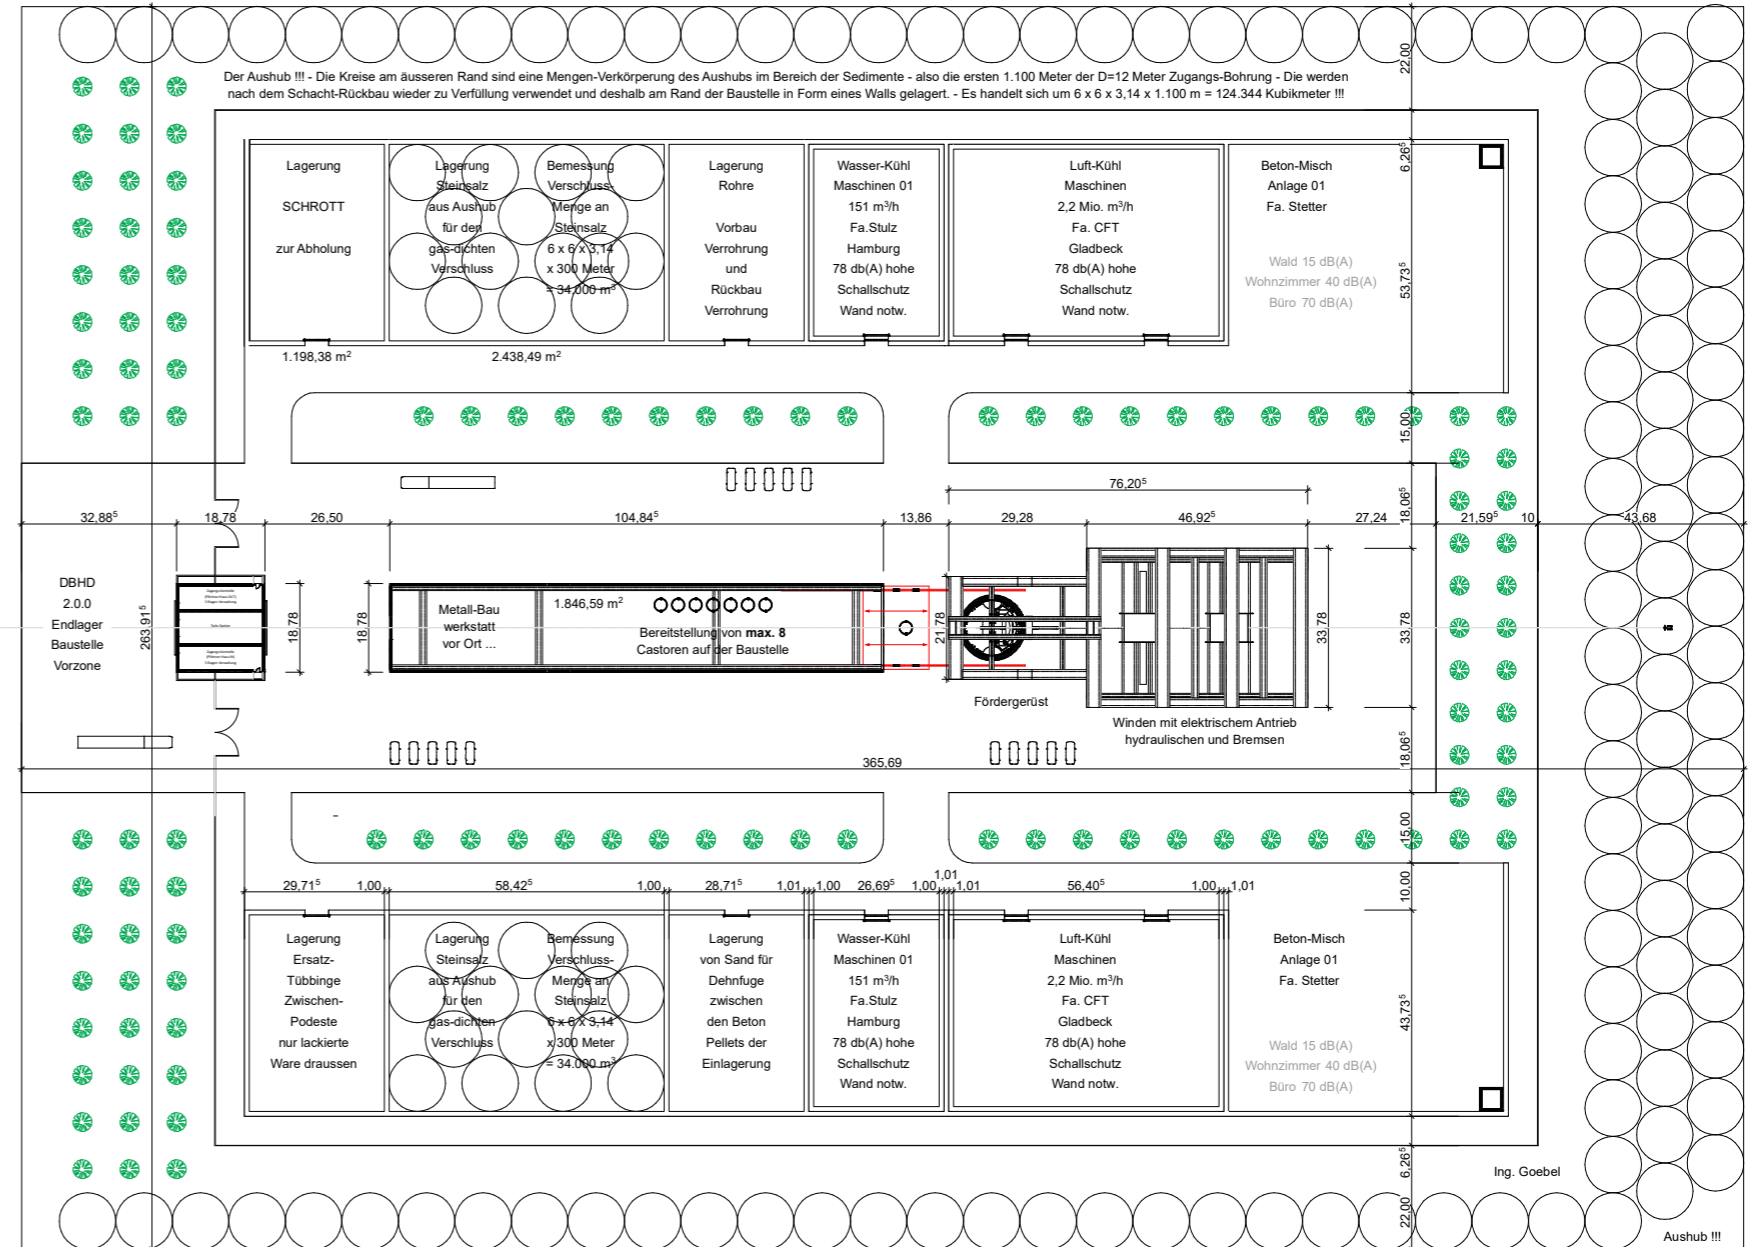 Der Aushub !!! - Die Kreise am äusseren Rand sind eine Mengen-Verkörperung des Aushubs im Bereich der Sedimente - also die ersten 1.100 Meter der D=12 Meter Zugangs-Bohrung - Die werden
nach dem Schacht-Rückbau wieder zu Verfüllung verwendet und deshalb am Rand der Baustelle in Form eines Walls gelagert. - Es handelt sich um 6 x 6 x 3,14 x 1.100 m = 124.344 Kubikmeter !!!
22,00
6,26⁵
53,73⁵
15,00
18,06⁵
33,78
18,06⁵
15,00
10,00
43,73⁵
6,26⁵
22,00
Lagerung
SCHROTT
zur Abholung
1.198,38 m²
Lagerung
Steinsalz
aus Aushub
für den
gas-dichten
Verschluss
Bemessung
Verschluss-
Menge an
Steinsalz
6 x 6 x 3,14
x 300 Meter
= 34.000 m³
2.438,49 m²
Lagerung
Rohre
Vorbau
Verrohrung
und
Rückbau
Verrohrung
Wasser-Kühl
Maschinen 01
151 m³/h
Fa.Stulz
Hamburg
78 db(A) hohe
Schallschutz
Wand notw.
Luft-Kühl
Maschinen
2,2 Mio. m³/h
Fa. CFT
Gladbeck
78 db(A) hohe
Schallschutz
Wand notw.
Beton-Misch
Anlage 01
Fa. Stetter
Wald 15 dB(A)
Wohnzimmer 40 dB(A)
Büro 70 dB(A)
76,20⁵
32,88⁵
18,78
26,50
104,84⁵
13,86
29,28
46,92⁵
27,24
21,59⁵
10
43,68
DBHD
2.0.0
Endlager
Baustelle
Vorzone
263,91⁵
18,78
18,78
Metall-Bau
werkstatt
vor Ort ...
1.846,59 m²
Bereitstellung von max. 8
Castoren auf der Baustelle
21,78
33,78
Fördergerüst
Winden mit elektrischem Antrieb
hydraulischen und Bremsen
365,69
29,71⁵
1,00
58,42⁵
1,00
28,71⁵
1,01
1,00
26,69⁵
1,00
1,01
1,01
56,40⁵
1,00
1,01
Lagerung
Ersatz-
Tübbinge
Zwischen-
Podeste
nur lackierte
Ware draussen
Lagerung
Steinsalz
aus Aushub
für den
gas-dichten
Verschluss
Bemessung
Verschluss-
Menge an
Steinsalz
6 x 6 x 3,14
x 300 Meter
= 34.000 m³
Lagerung
von Sand für
Dehnfuge
zwischen
den Beton
Pellets der
Einlagerung
Wasser-Kühl
Maschinen 01
151 m³/h
Fa.Stulz
Hamburg
78 db(A) hohe
Schallschutz
Wand notw.
Luft-Kühl
Maschinen
2,2 Mio. m³/h
Fa. CFT
Gladbeck
78 db(A) hohe
Schallschutz
Wand notw.
Beton-Misch
Anlage 01
Fa. Stetter
Wald 15 dB(A)
Wohnzimmer 40 dB(A)
Büro 70 dB(A)
Ing. Goebel
Aushub !!!